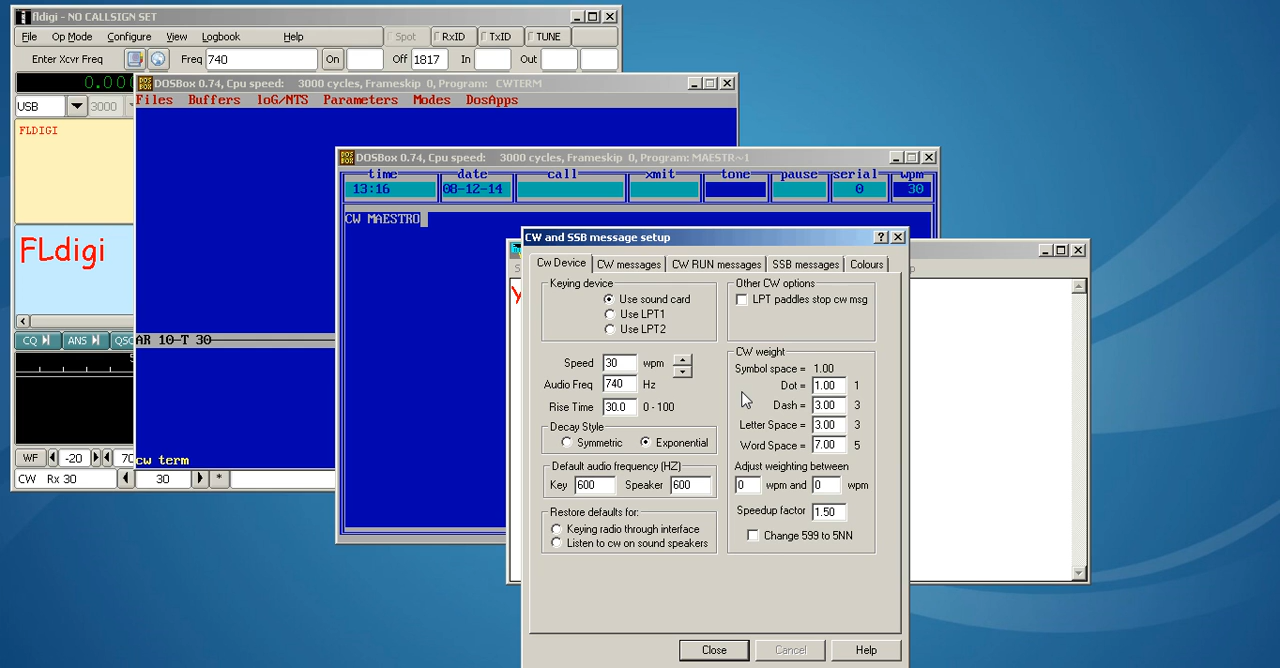 fldigi - NO CALLSIGN SET
File Op Mode Configure View Logbook Help Spot RxID TxID TUNE
Enter Xcvr Freq Freq 740 On Off 1817 In Out
USB 3000
FLDIGI
FLdigi
CQ ANS
WF -20
CW Rx 30 30 *
DOSBox 0.74, Cpu speed: 3000 cycles, Frameskip 0, Program: CWTERM
Files Buffers loG/NTS Parameters Modes DosApps
AR 10-T 30
cw term
DOSBox 0.74, Cpu speed: 3000 cycles, Frameskip 0, Program: MAESTR~1
time date call xmit tone pause serial wpm
13:16 08-12-14 0 30
CW MAESTRO
CW and SSB message setup
Cw Device CW messages CW RUN messages SSB messages Colours
Keying device
Use sound card
Use LPT1
Use LPT2
Speed 30 wpm
Audio Freq 740 Hz
Rise Time 30.0 0 - 100
Decay Style
Symmetric Exponential
Default audio frequency (HZ)
Key 600 Speaker 600
Restore defaults for:
Keying radio through interface
Listen to cw on sound speakers
Other CW options
LPT paddles stop cw msg
CW weight
Symbol space = 1.00
Dot = 1.00 1
Dash = 3.00 3
Letter Space = 3.00 3
Word Space = 7.00 5
Adjust weighting between
0 wpm and 0 wpm
Speedup factor 1.50
Change 599 to 5NN
Close Cancel Help